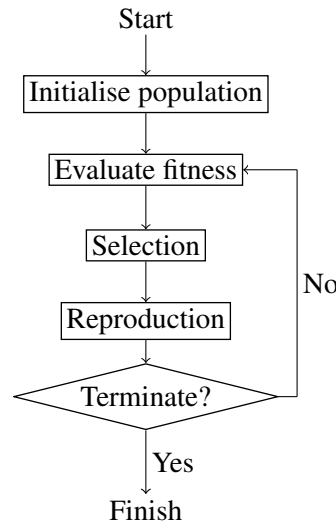 Start
Initialise population
Evaluate fitness
Selection
Reproduction
No
Terminate?
Yes
Finish